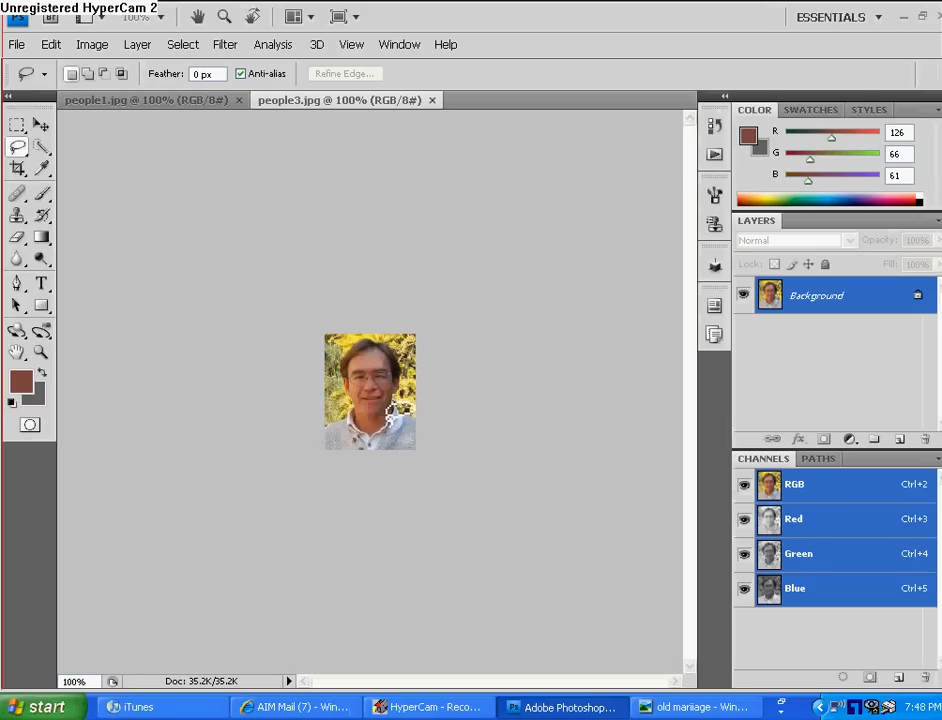 Unregistered HyperCam 2
Br
100%
ESSENTIALS
File Edit Image Layer Select Filter Analysis 3D View Window Help
Feather: 0 px Anti-alias Refine Edge...
people1.jpg @ 100% (RGB/8#) × people3.jpg @ 100% (RGB/8#) ×
COLOR SWATCHES STYLES
R 126
G 66
B 61
LAYERS
Normal Opacity: 100%
Lock: Fill: 100%
Background
CHANNELS PATHS
RGB Ctrl+2
Red Ctrl+3
Green Ctrl+4
Blue Ctrl+5
100% Doc: 35.2K/35.2K
start iTunes AIM Mail (7) - Wino... HyperCam - Reco... Adobe Photoshop... old mariiage - Win... 7:48 PM